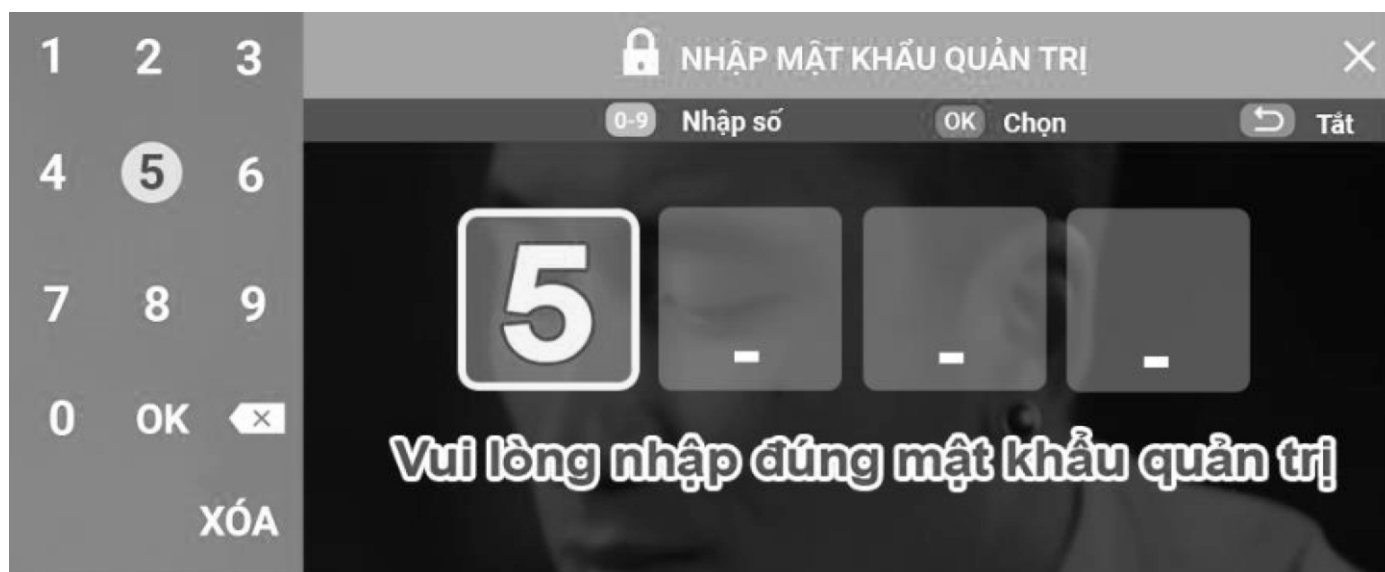 1 2 3
4 5 6
7 8 9
0 OK ×
XÓA
NHẬP MẬT KHẨU QUẢN TRỊ ×
0-9 Nhập số OK Chọn Tắt
5 - - -
Vui lòng nhập đúng mật khẩu quản trị